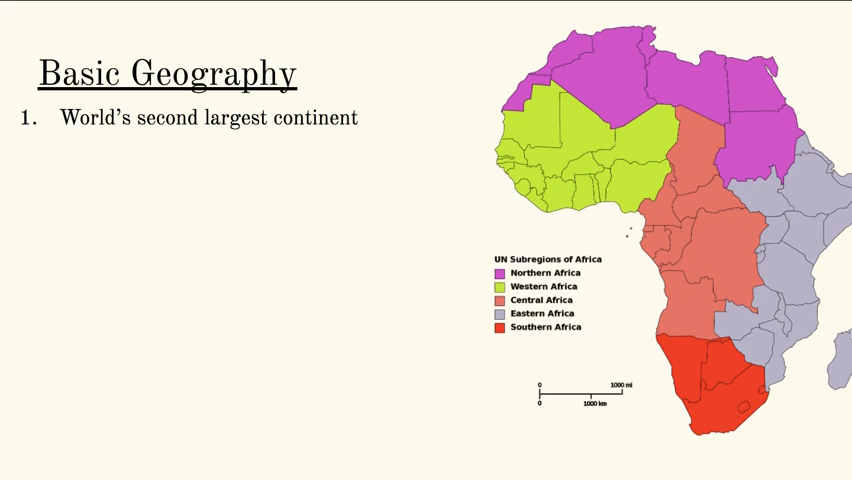 Basic Geography
1. World's second largest continent
UN Subregions of Africa
Northern Africa
Western Africa
Central Africa
Eastern Africa
Southern Africa
0 1000 mi
0 1000 km